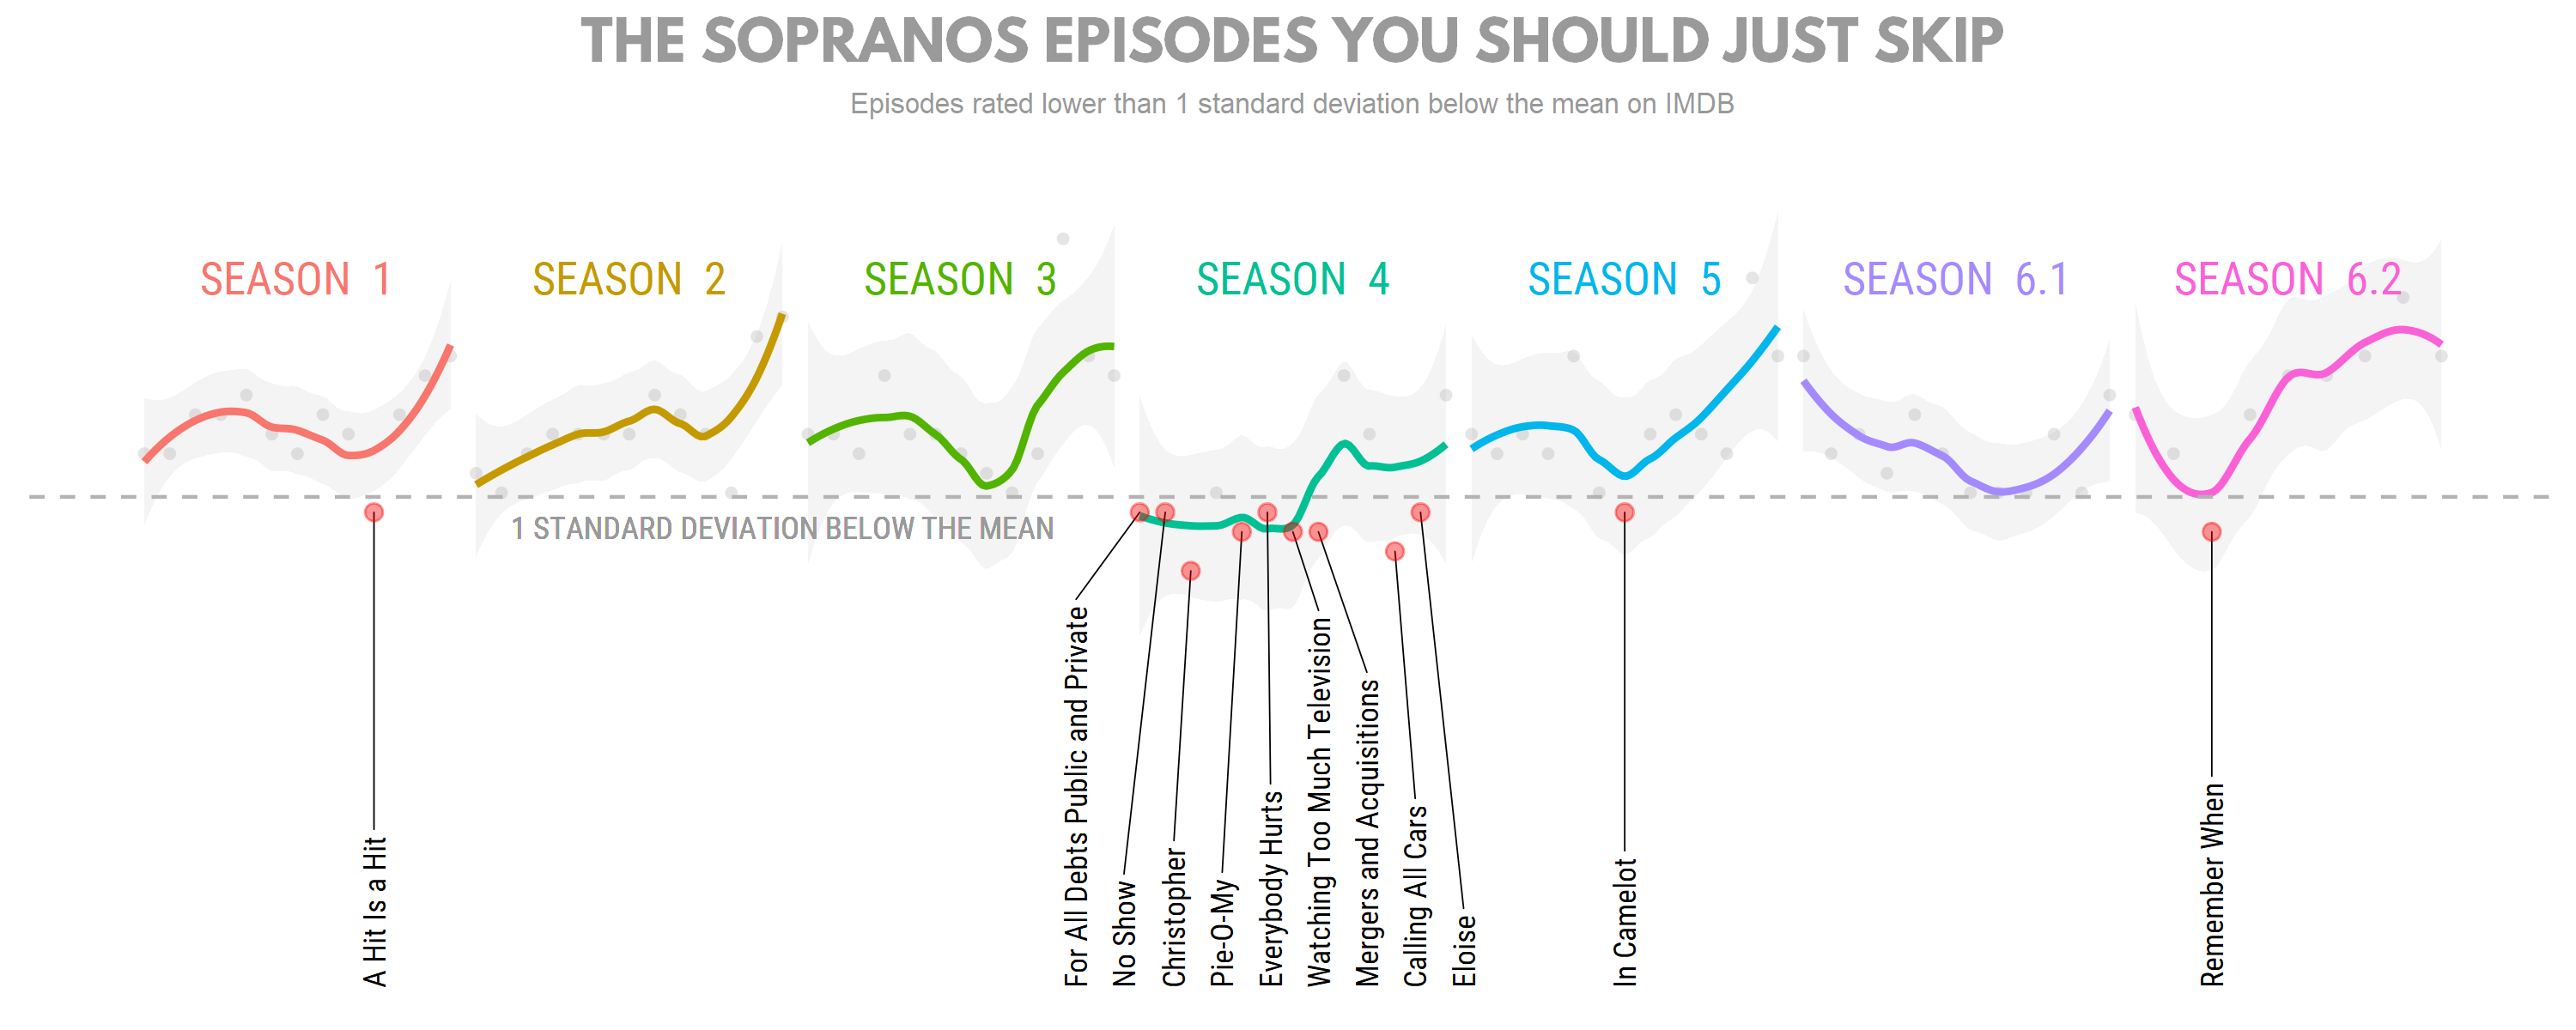 THE SOPRANOS EPISODES YOU SHOULD JUST SKIP
Episodes rated lower than 1 standard deviation below the mean on IMDB
SEASON 1
SEASON 2
SEASON 3
SEASON 4
SEASON 5
SEASON 6.1
SEASON 6.2
1 STANDARD DEVIATION BELOW THE MEAN
A Hit Is a Hit
For All Debts Public and Private
No Show
Christopher
Pie-O-My
Everybody Hurts
Watching Too Much Television
Mergers and Acquisitions
Calling All Cars
Eloise
In Camelot
Remember When